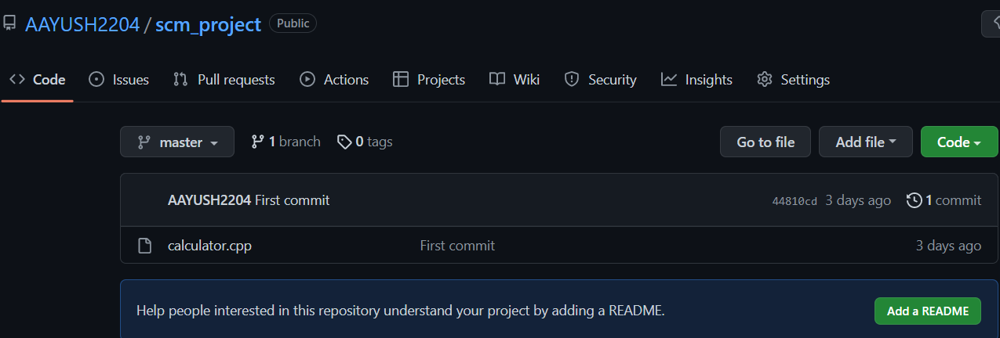 AAYUSH2204 / scm_project Public
Code Issues Pull requests Actions Projects Wiki Security Insights Settings
master 1 branch 0 tags Go to file Add file Code
AAYUSH2204 First commit 44810cd 3 days ago 1 commit
calculator.cpp First commit 3 days ago
Help people interested in this repository understand your project by adding a README. Add a README